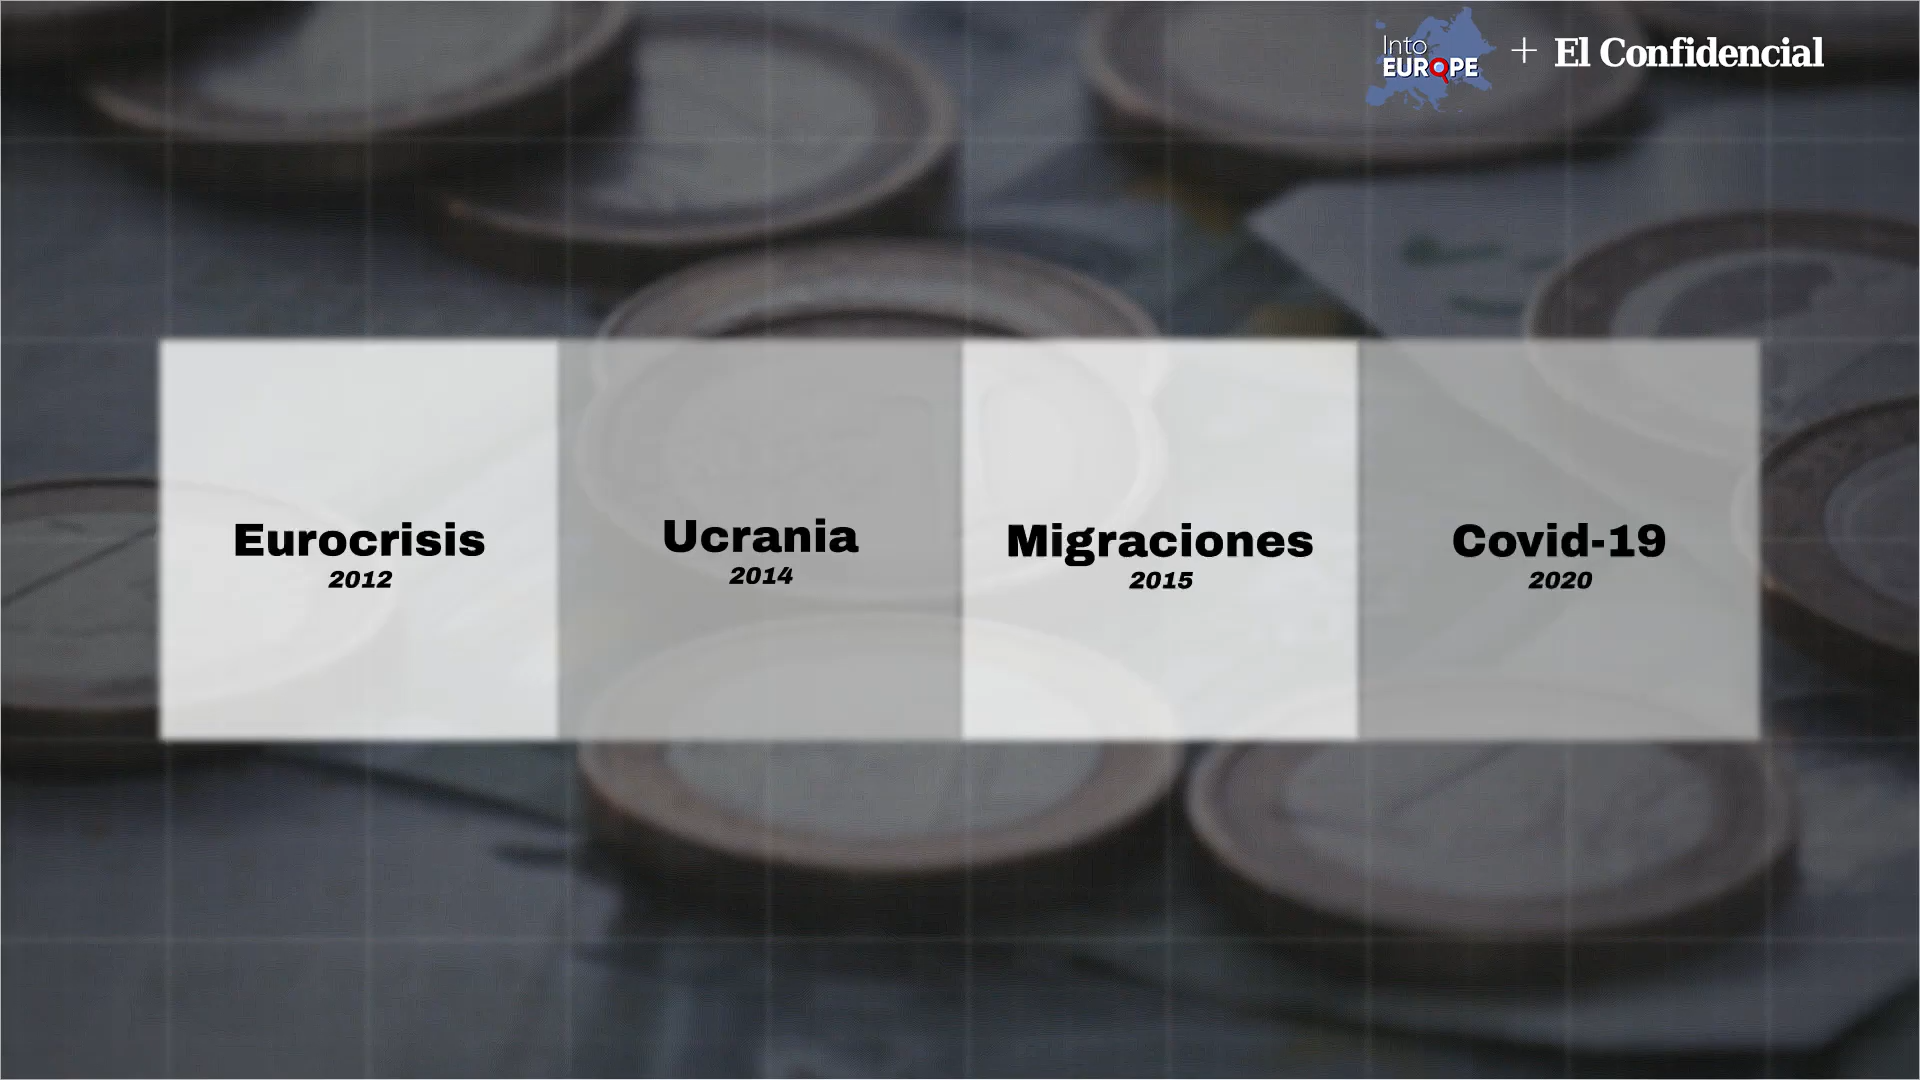 Into
EUROPE
+ El Confidencial
Eurocrisis
2012
Ucrania
2014
Migraciones
2015
Covid-19
2020